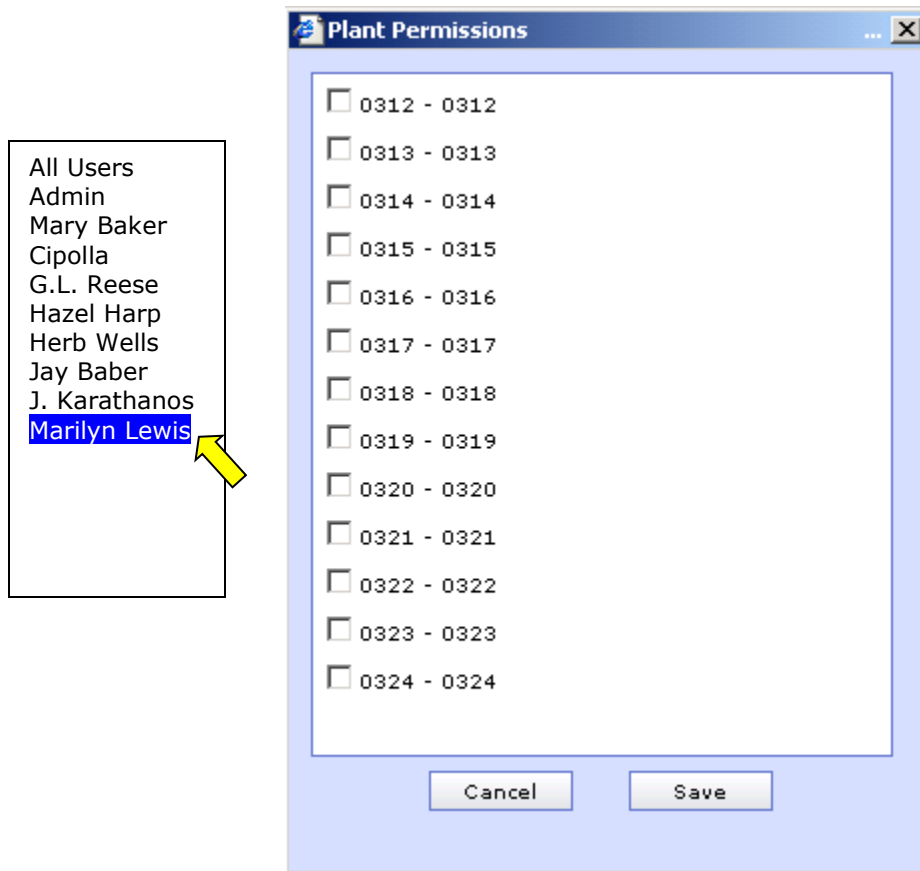 Plant Permissions ...
All Users
Admin
Mary Baker
Cipolla
G.L. Reese
Hazel Harp
Herb Wells
Jay Baber
J. Karathanos
Marilyn Lewis
0312 - 0312
0313 - 0313
0314 - 0314
0315 - 0315
0316 - 0316
0317 - 0317
0318 - 0318
0319 - 0319
0320 - 0320
0321 - 0321
0322 - 0322
0323 - 0323
0324 - 0324
Cancel Save